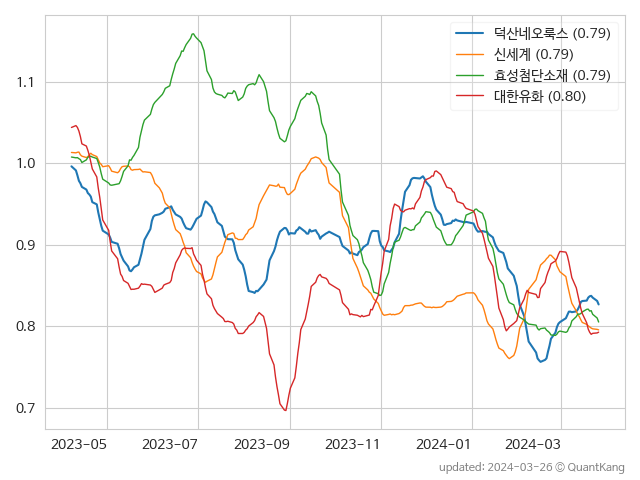 덕산네오룩스 (0.79)
신세계 (0.79)
효성첨단소재 (0.79)
대한유화 (0.80)
1.1
1.0
0.9
0.8
0.7
2023-05 2023-07 2023-09 2023-11 2024-01 2024-03
updated: 2024-03-26 © QuantKang